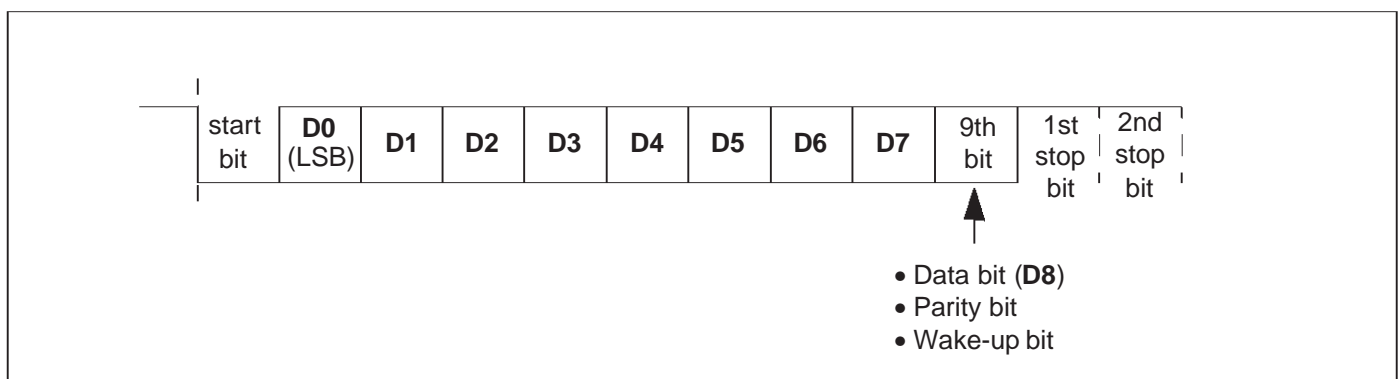 start
bit
D0
(LSB)
D1
D2
D3
D4
D5
D6
D7
9th
bit
1st
stop
bit
2nd
stop
bit
• Data bit (D8)
• Parity bit
• Wake-up bit